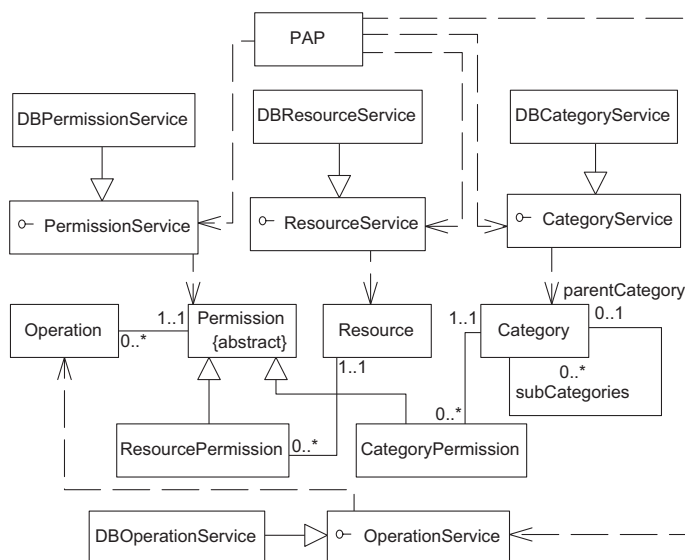 PAP
DBPermissionService
DBResourceService
DBCategoryService
PermissionService
ResourceService
CategoryService
parentCategory
Operation
0..*
1..1
Permission
{abstract}
Resource
1..1
1..1
Category
0..1
0..*
subCategories
ResourcePermission
0..*
0..*
CategoryPermission
DBOperationService
OperationService